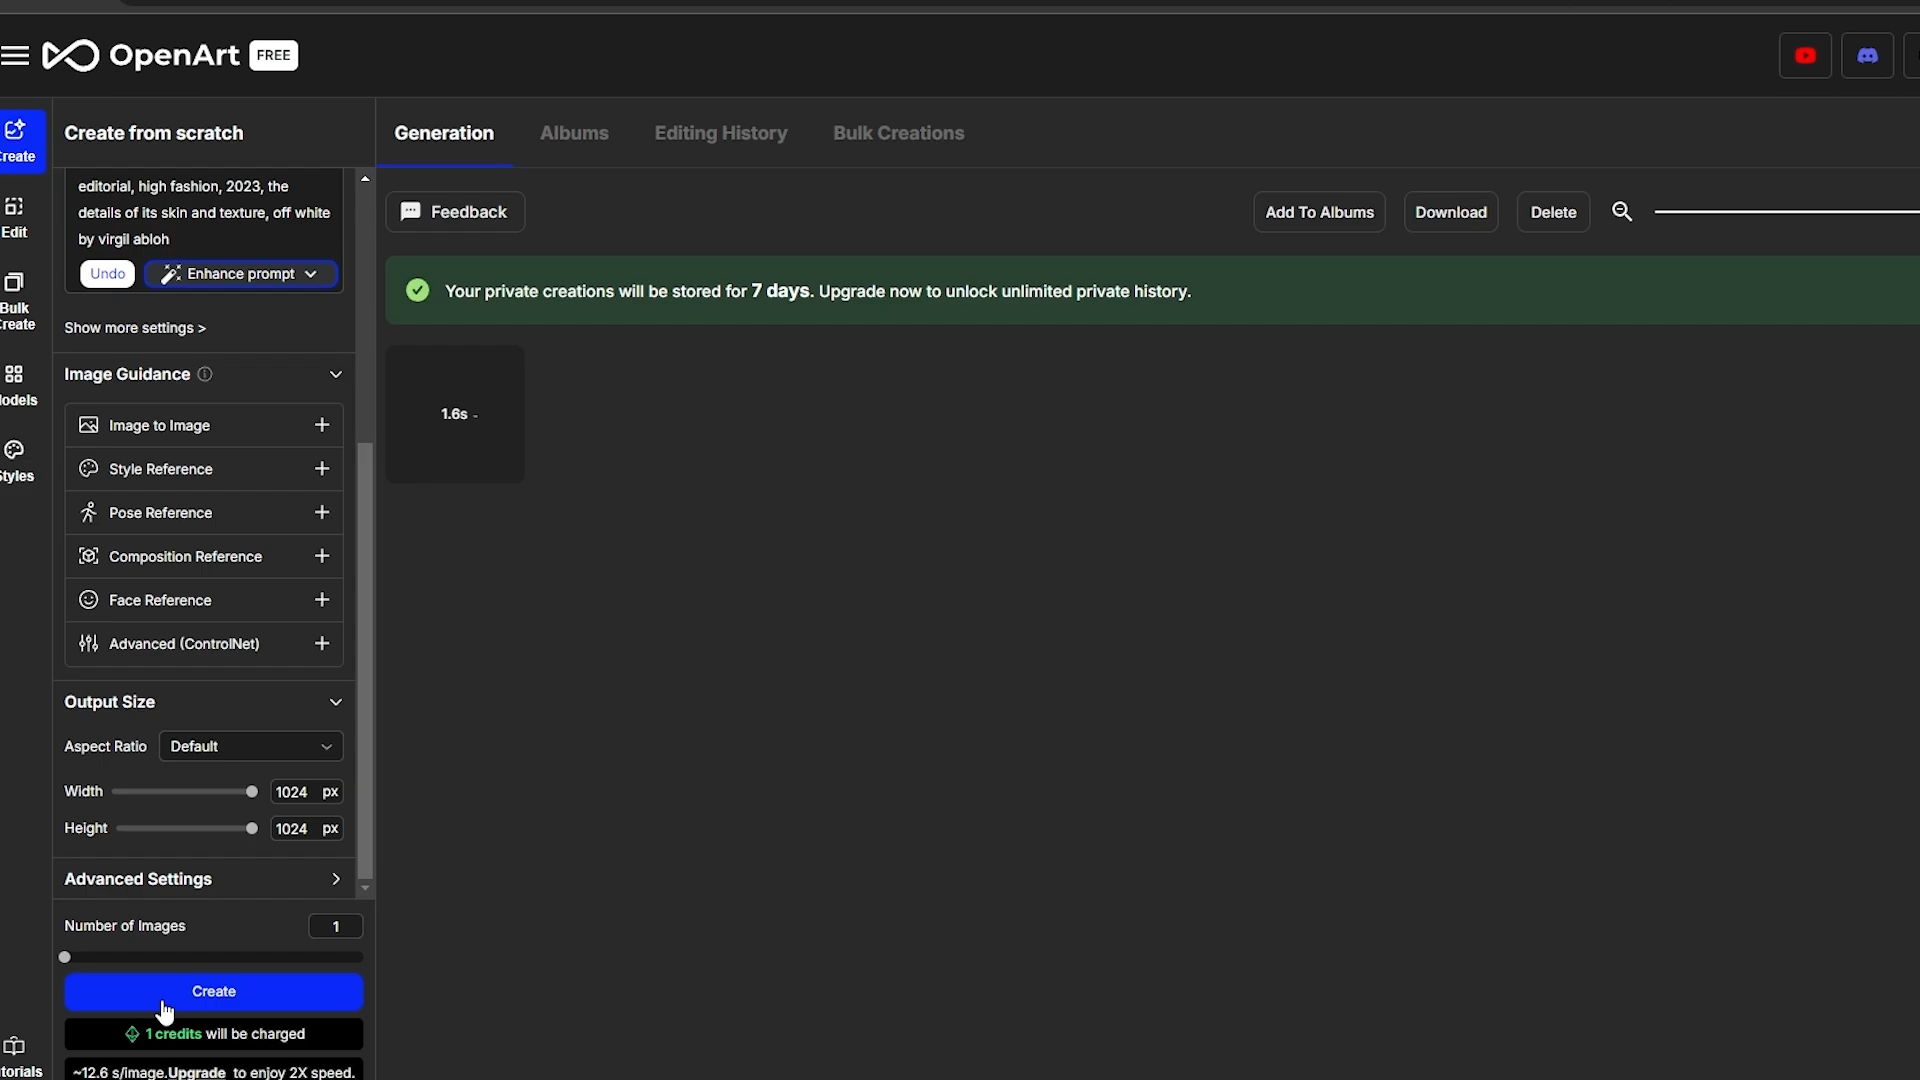 OpenArt FREE
Create from scratch
Generation
Albums
Editing History
Bulk Creations
reate
Edit
Bulk
reate
odels
tyles
torials
editorial, high fashion, 2023, the
details of its skin and texture, off white
by virgil abloh
Undo
Enhance prompt
Show more settings >
Image Guidance
Image to Image
Style Reference
Pose Reference
Composition Reference
Face Reference
Advanced (ControlNet)
Output Size
Aspect Ratio Default
Width 1024 px
Height 1024 px
Advanced Settings
Number of Images 1
Create
1 credits will be charged
~12.6 s/image. Upgrade to enjoy 2X speed.
Feedback
Add To Albums
Download
Delete
Your private creations will be stored for 7 days. Upgrade now to unlock unlimited private history.
1.6s -